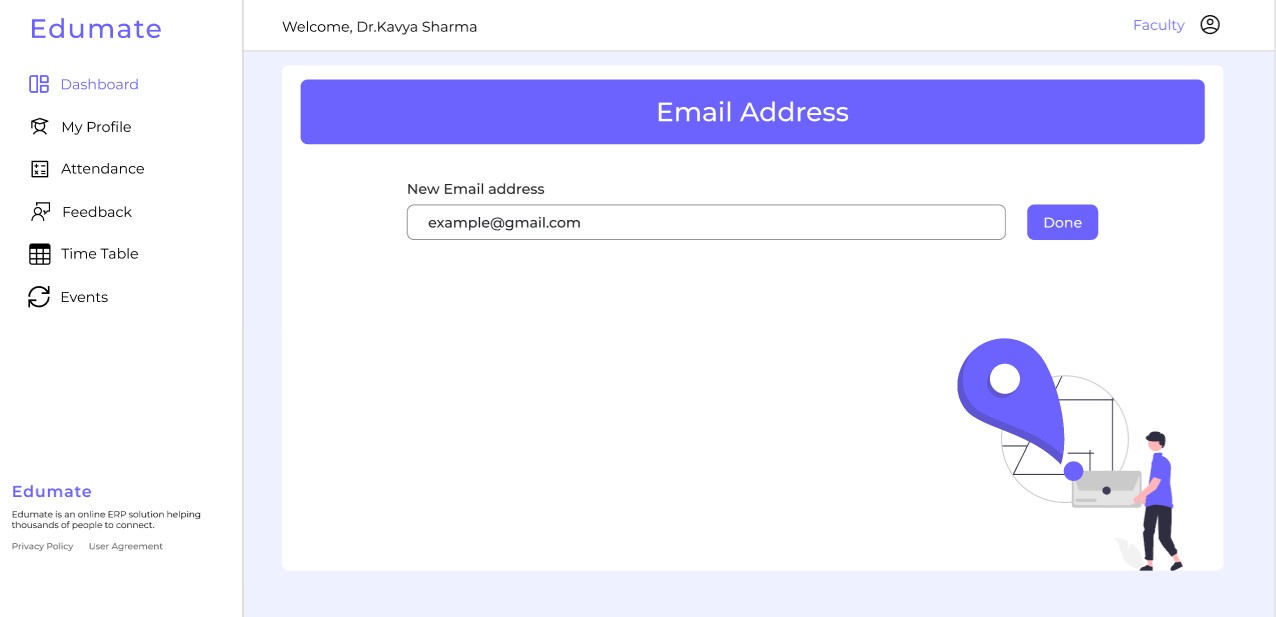 Edumate
Welcome, Dr.Kavya Sharma
Faculty
Dashboard
My Profile
Attendance
Feedback
Time Table
Events
Email Address
New Email address
example@gmail.com
Done
Edumate
Edumate is an online ERP solution helping
thousands of people to connect.
Privacy Policy
User Agreement